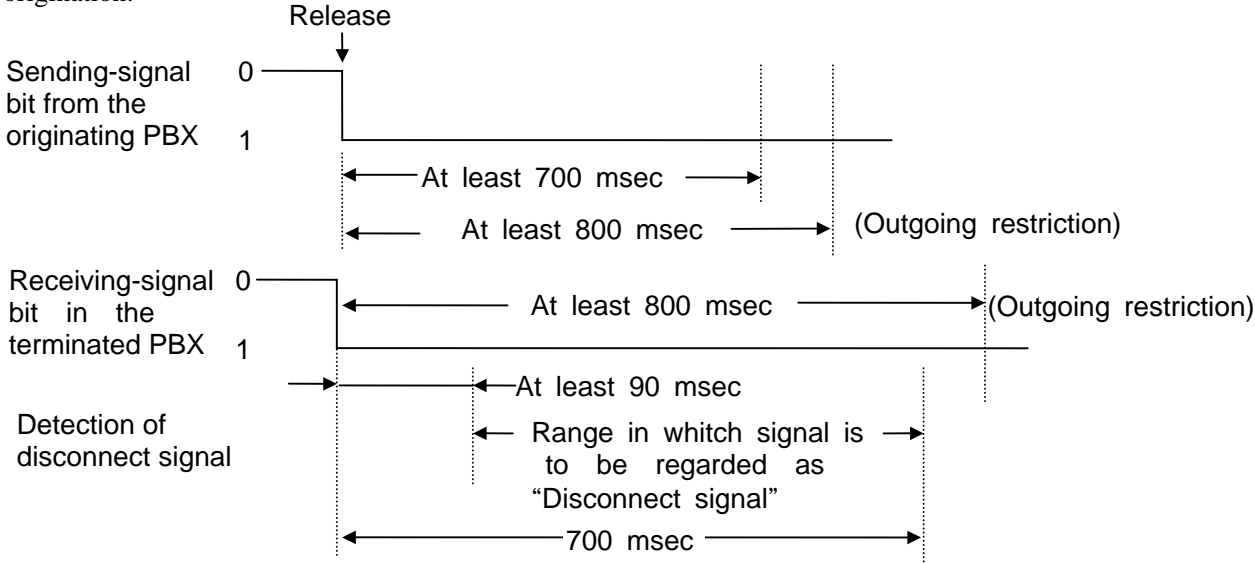 Release
Sending-signal 0
bit from the
originating PBX 1
At least 700 msec
At least 800 msec (Outgoing restriction)
Receiving-signal 0
bit in the
terminated PBX 1
At least 800 msec (Outgoing restriction)
At least 90 msec
Detection of
disconnect signal
Range in whitch signal is
to be regarded as
“Disconnect signal”
700 msec